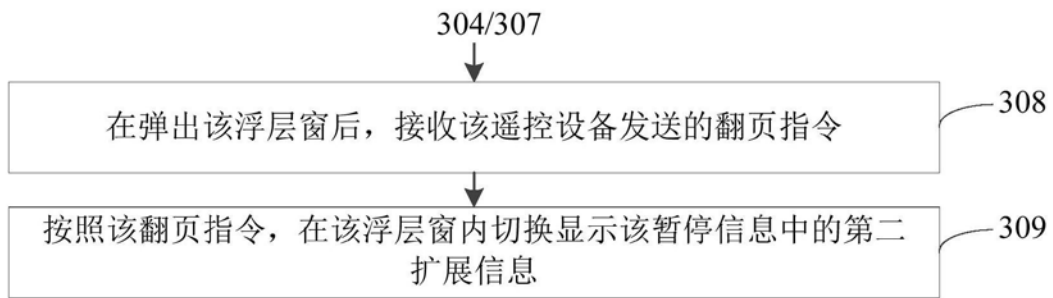 304/307
在弹出该浮层窗后，接收该遥控设备发送的翻页指令
308
按照该翻页指令，在该浮层窗内切换显示该暂停信息中的第二
扩展信息
309